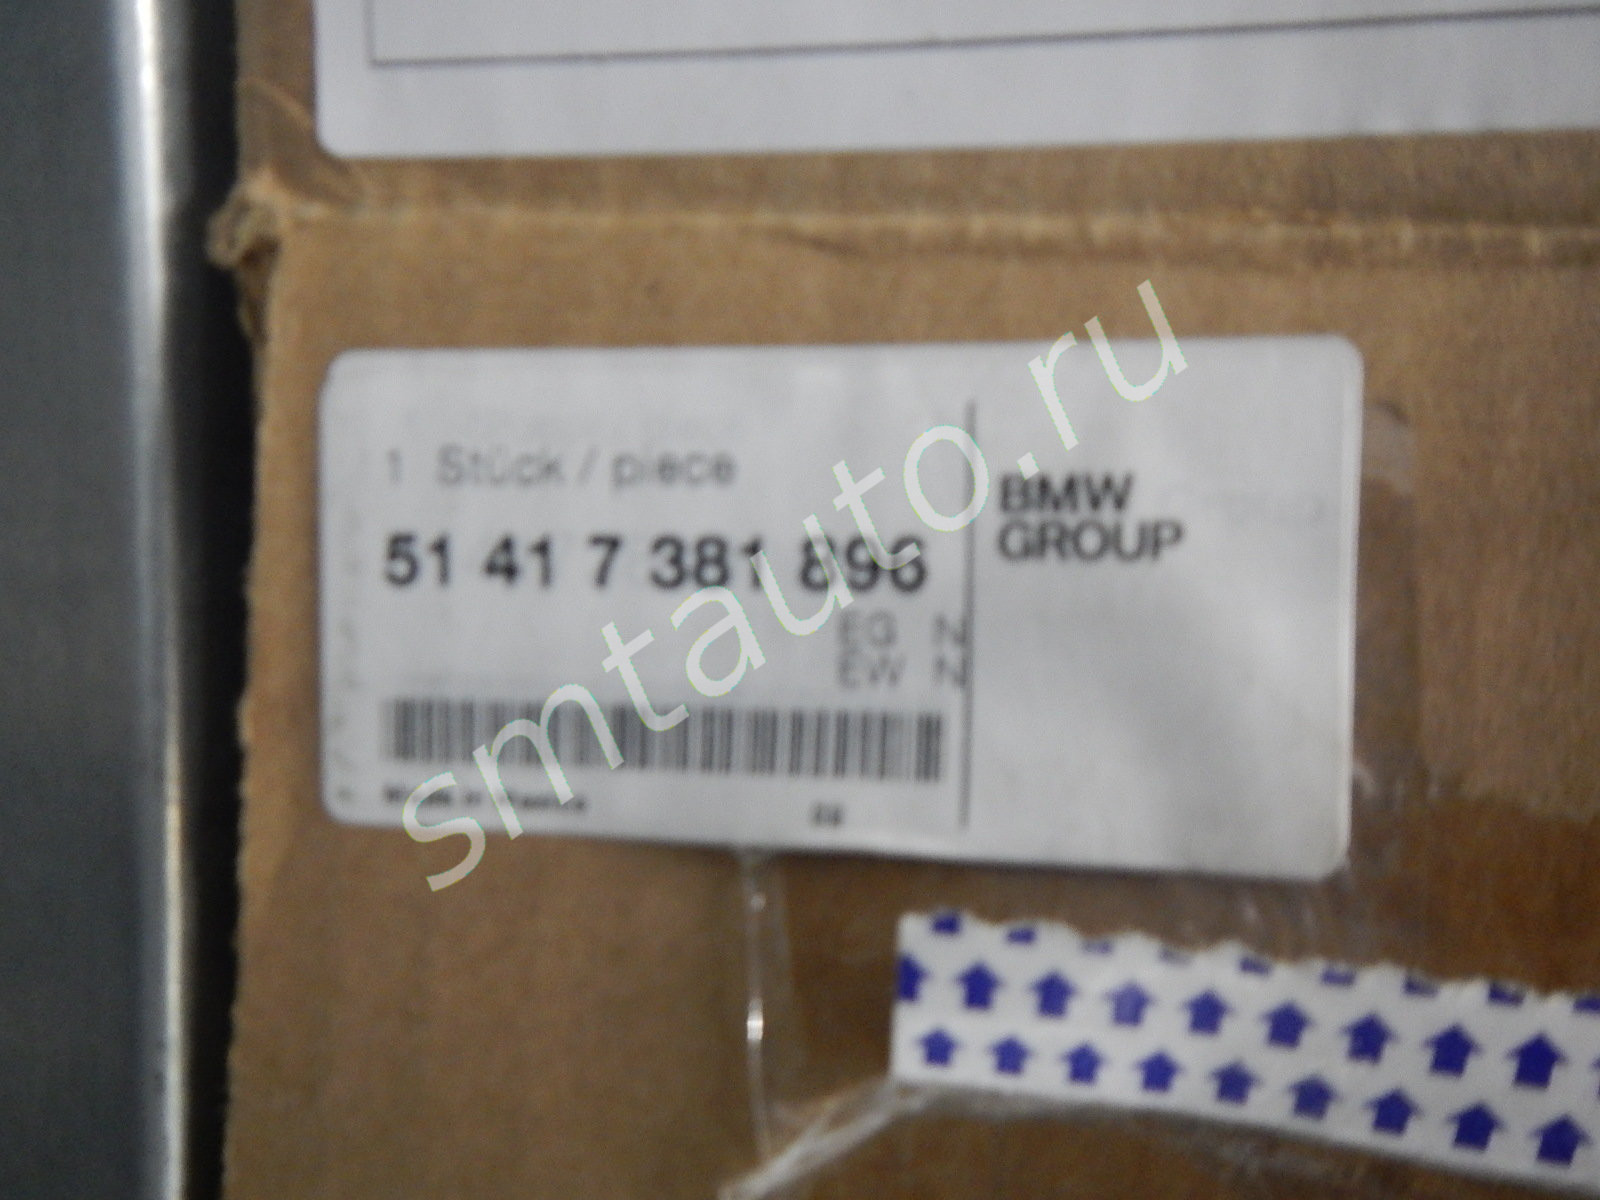 1 Stück / piece
51 41 7 381 896
EG N
EW N
BMW
GROUP
smtauto.ru